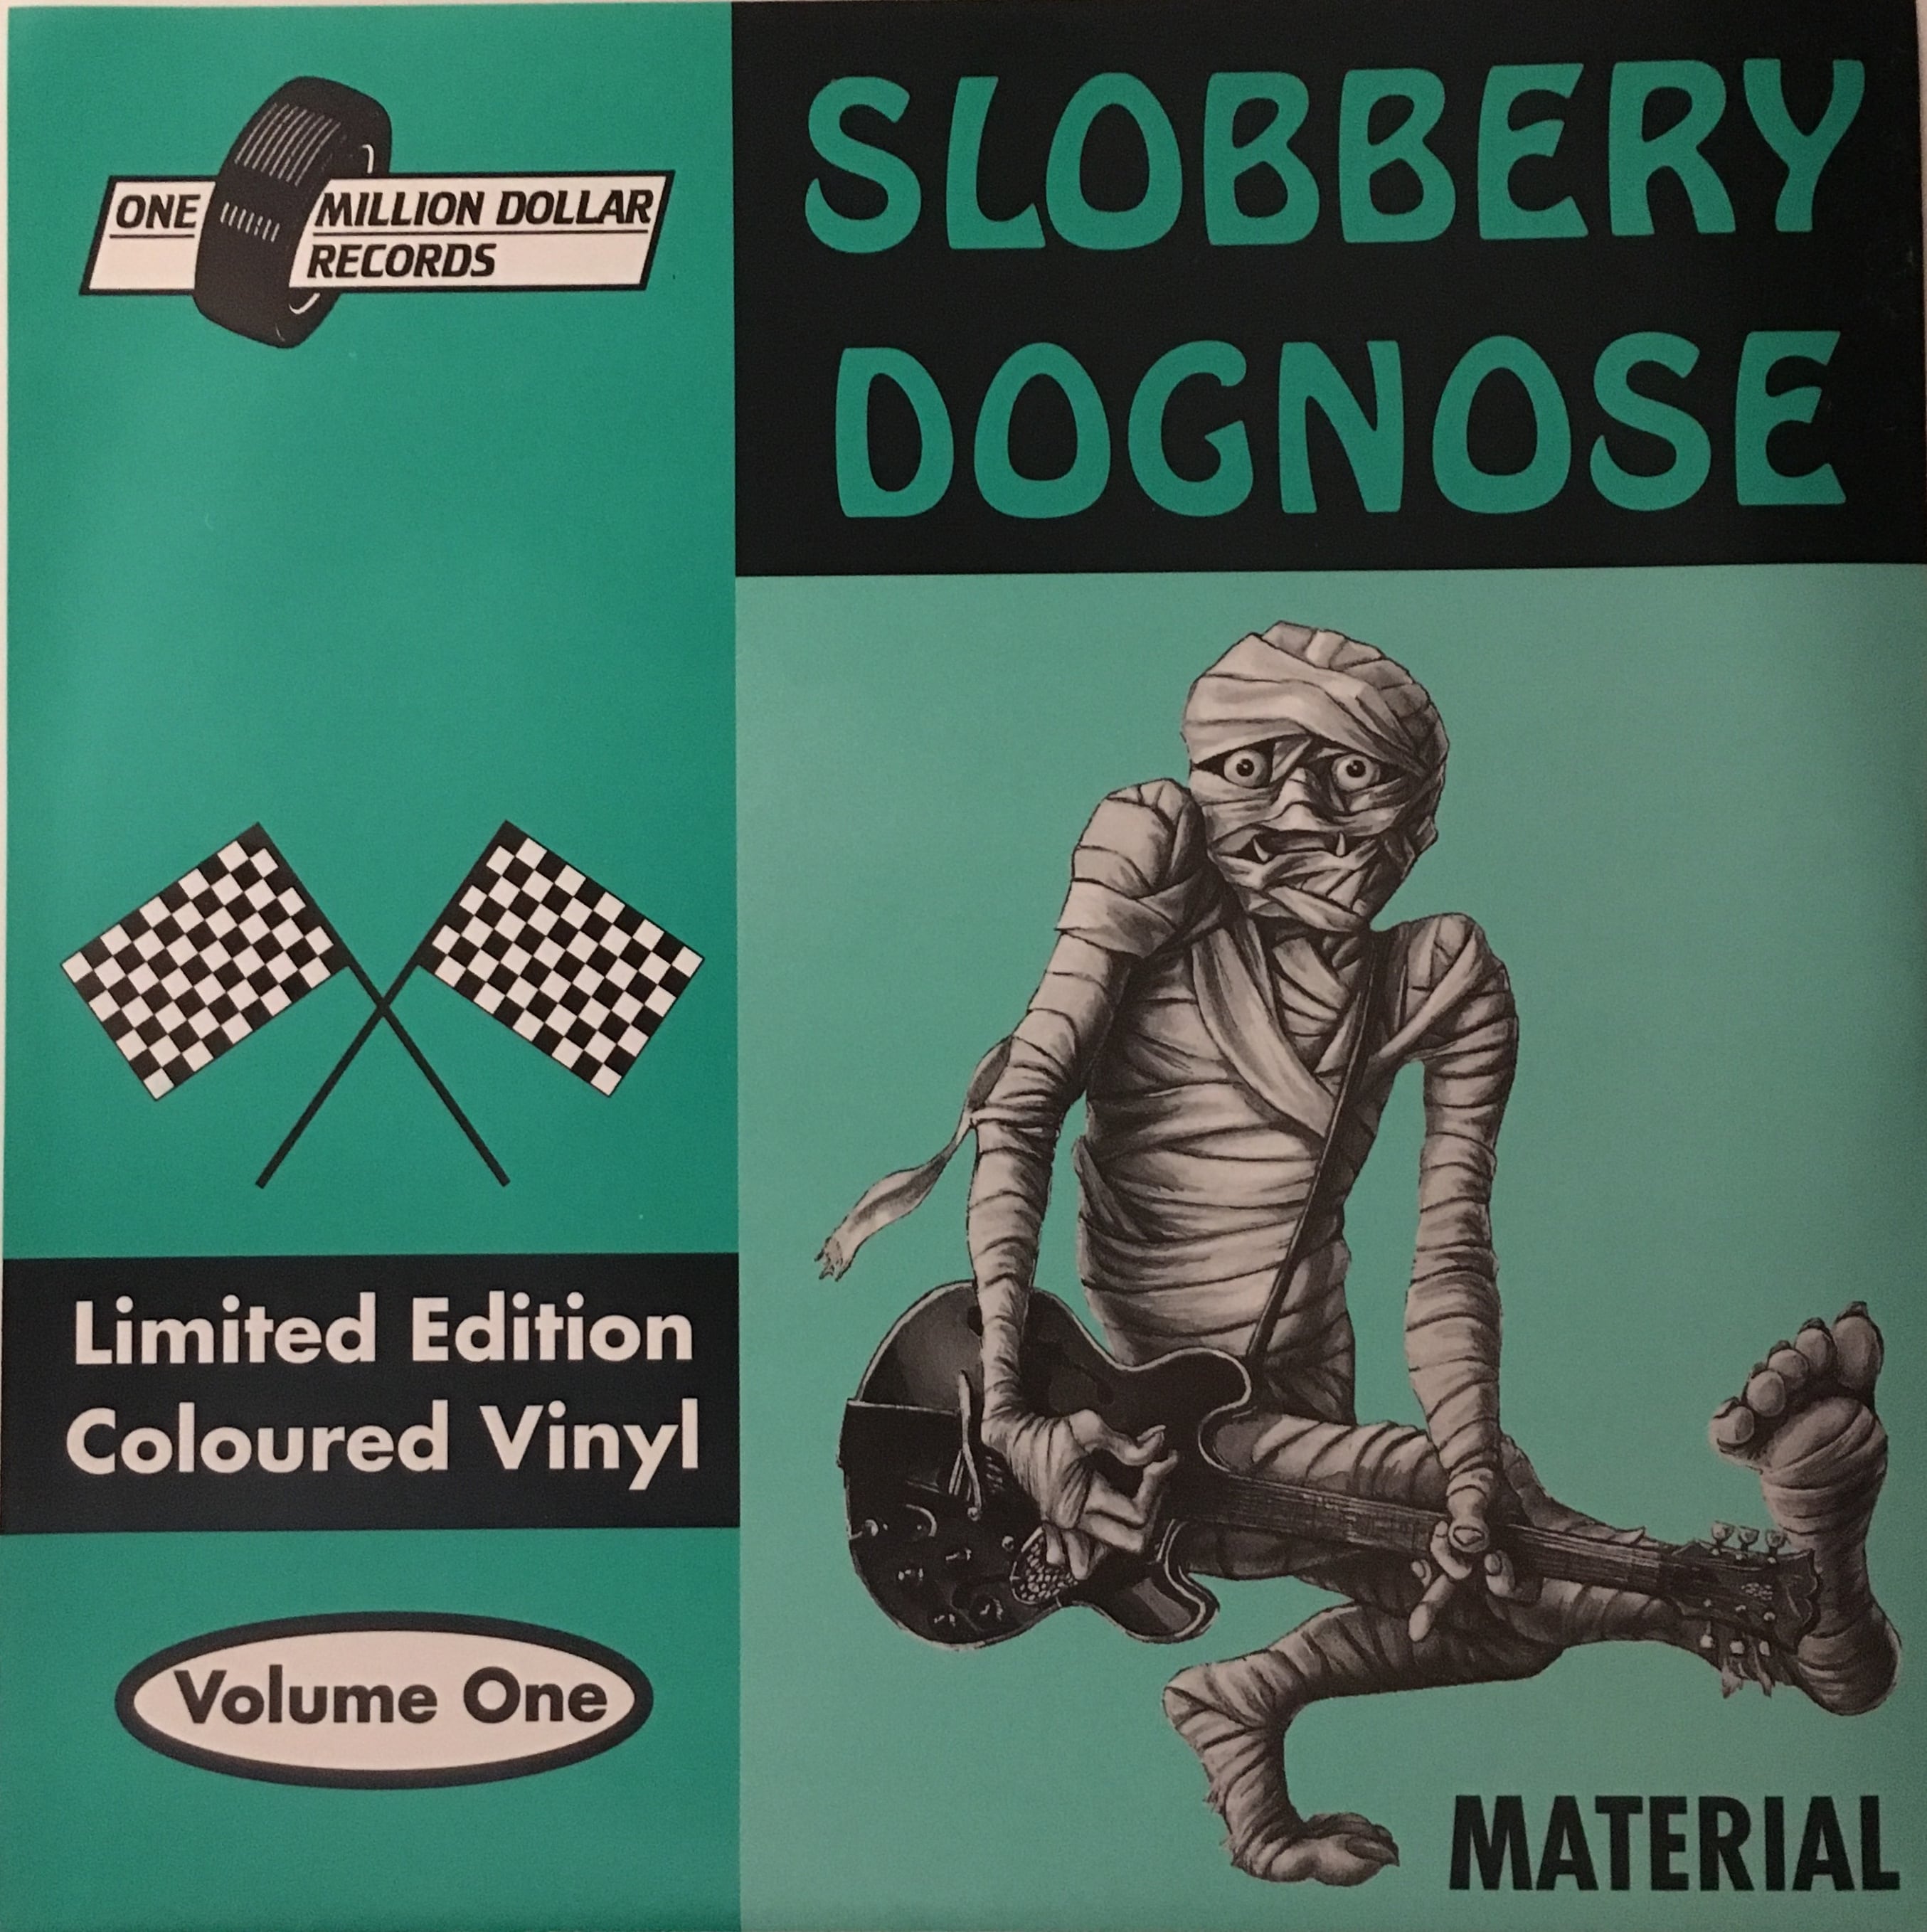 ONE MILLION DOLLAR
RECORDS
SLOBBERY
DOGNOSE
Limited Edition
Coloured Vinyl
Volume One
MATERIAL